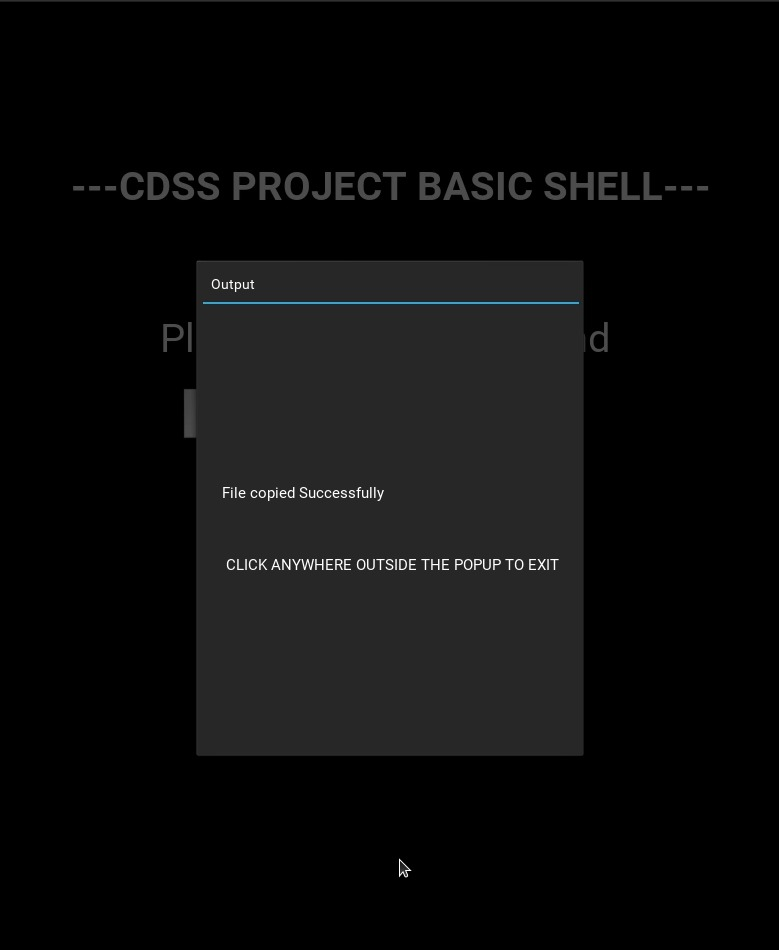 ---CDSS PROJECT BASIC SHELL---
Output
File copied Successfully
CLICK ANYWHERE OUTSIDE THE POPUP TO EXIT